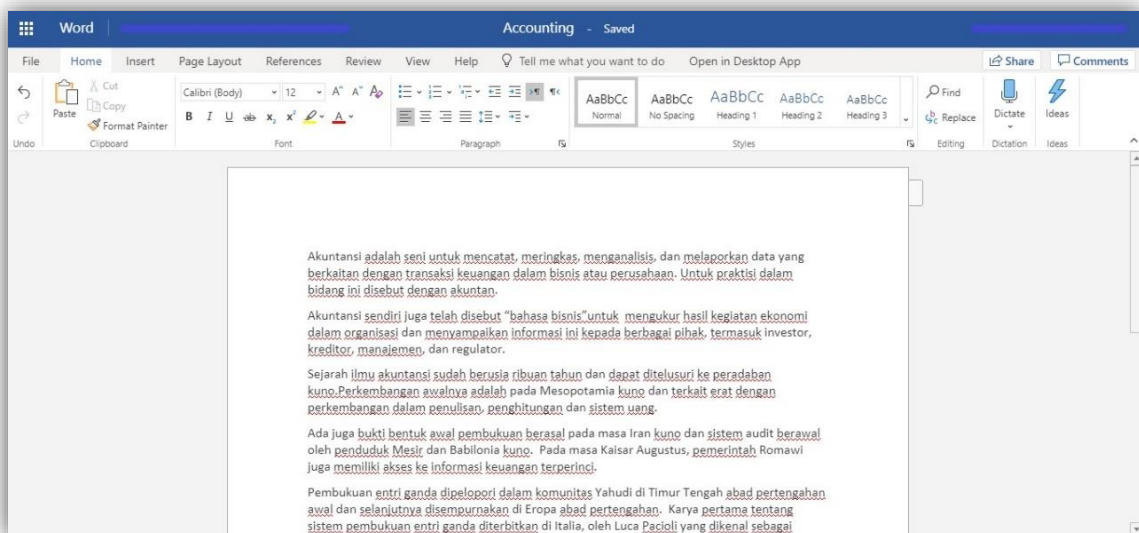 Word
Accounting - Saved
File Home Insert Page Layout References Review View Help Tell me what you want to do Open in Desktop App Share Comments
Cut
Copy
Paste
Format Painter
Calibri (Body) 12
AaBbCc AaBbCc AaBbCc AaBbCc AaBbCc
Normal No Spacing Heading 1 Heading 2 Heading 3
Find
Replace
Dictate Ideas
Undo Clipboard Font Paragraph Styles Editing Dictation Ideas
Akuntansi adalah seni untuk mencatat, meringkas, menganalisis, dan melaporkan data yang
berkaitan dengan transaksi keuangan dalam bisnis atau perusahaan. Untuk praktisi dalam
bidang ini disebut dengan akuntan.
Akuntansi sendiri juga telah disebut "bahasa bisnis"untuk  mengukur hasil kegiatan ekonomi
dalam organisasi dan menyampaikan informasi ini kepada berbagai pihak, termasuk investor,
kreditor, manajemen, dan regulator.
Sejarah ilmu akuntansi sudah berusia ribuan tahun dan dapat ditelusuri ke peradaban
kuno.Perkembangan awalnya adalah pada Mesopotamia kuno dan terkait erat dengan
perkembangan dalam penulisan, penghitungan dan sistem uang.
Ada juga bukti bentuk awal pembukuan berasal pada masa Iran kuno dan sistem audit berawal
oleh penduduk Mesir dan Babilonia kuno.  Pada masa Kaisar Augustus, pemerintah Romawi
juga memiliki akses ke informasi keuangan terperinci.
Pembukuan entri ganda dipelopori dalam komunitas Yahudi di Timur Tengah abad pertengahan
awal dan selanjutnya disempurnakan di Eropa abad pertengahan.  Karya pertama tentang
sistem pembukuan entri ganda diterbitkan di Italia, oleh Luca Pacioli yang dikenal sebagai